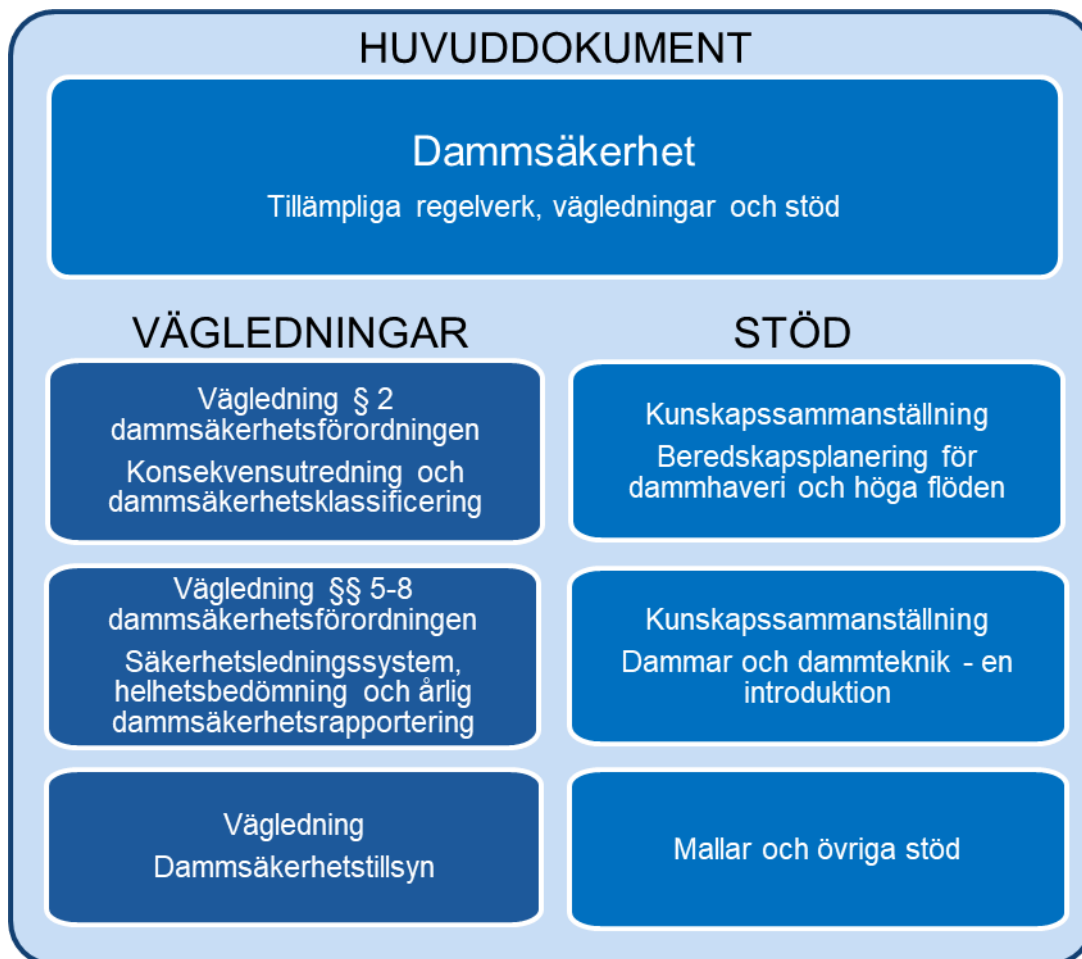 HUVUDDOKUMENT
Dammsäkerhet
Tillämpliga regelverk, vägledningar och stöd
VÄGLEDNINGAR
Vägledning § 2
dammsäkerhetsförordningen
Konsekvensutredning och
dammsäkerhetsklassificering
Vägledning §§ 5-8
dammsäkerhetsförordningen
Säkerhetsledningssystem,
helhetsbedömning och årlig
dammsäkerhetsrapportering
Vägledning
Dammsäkerhetstillsyn
STÖD
Kunskapssammanställning
Beredskapsplanering för
dammhaveri och höga flöden
Kunskapssammanställning
Dammar och dammteknik - en
introduktion
Mallar och övriga stöd